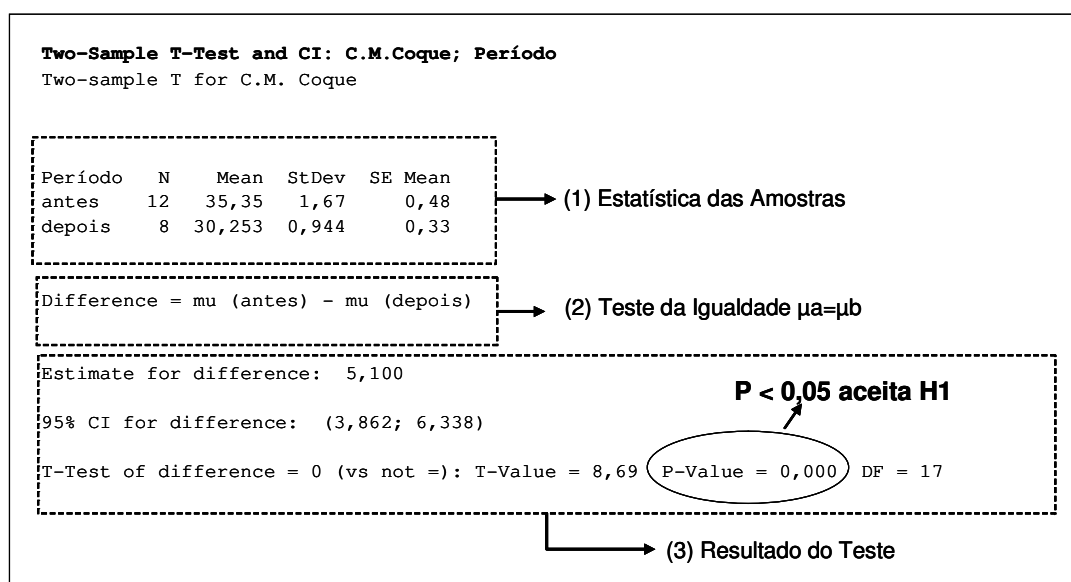 Two-Sample T-Test and CI: C.M.Coque; Período
Two-sample T for C.M. Coque
Período N Mean StDev SE Mean
antes 12 35,35 1,67 0,48
depois 8 30,253 0,944 0,33
(1) Estatística das Amostras
Difference = mu (antes) - mu (depois)
(2) Teste da Igualdade µa=µb
Estimate for difference: 5,100
P < 0,05 aceita H1
95% CI for difference: (3,862; 6,338)
T-Test of difference = 0 (vs not =): T-Value = 8,69 P-Value = 0,000 DF = 17
(3) Resultado do Teste